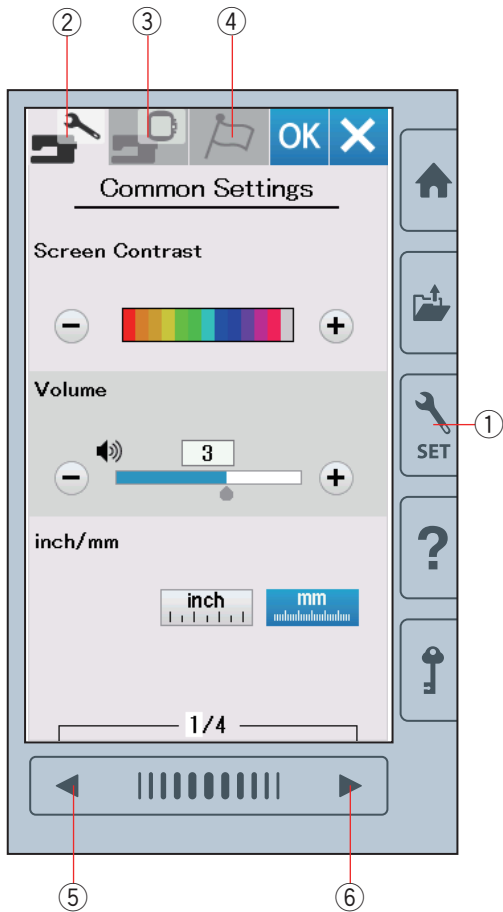 ② ③ ④
OK
Common Settings
Screen Contrast
Volume
3
①
SET
inch/mm
inch mm
?
1/4
⑤ ⑥